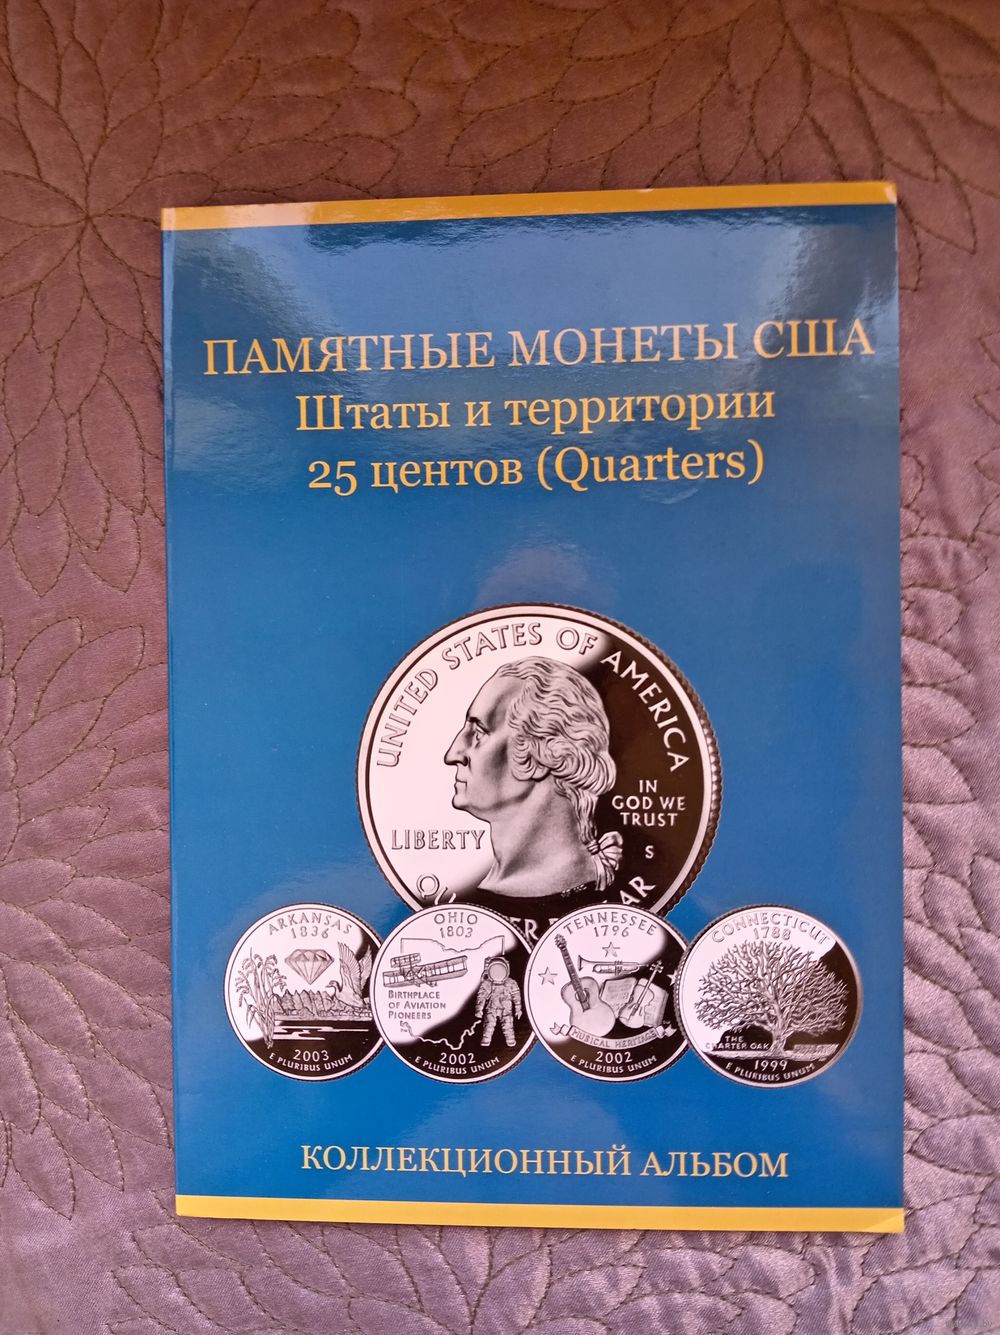 ПАМЯТНЫЕ МОНЕТЫ США
Штаты и территории
25 центов (Quarters)
UNITED STATES OF AMERICA
IN
GOD WE
TRUST
LIBERTY
S
ARKANSAS
1836
2003
E PLURIBUS UNUM
OHIO
1803
BIRTHPLACE
OF AVIATION
PIONEERS
2002
E PLURIBUS UNUM
TENNESSEE
1796
MUSICAL HERITAGE
2002
E PLURIBUS UNUM
CONNECTICUT
1788
THE
CHARTER OAK
1999
E PLURIBUS UNUM
КОЛЛЕКЦИОННЫЙ АЛЬБОМ